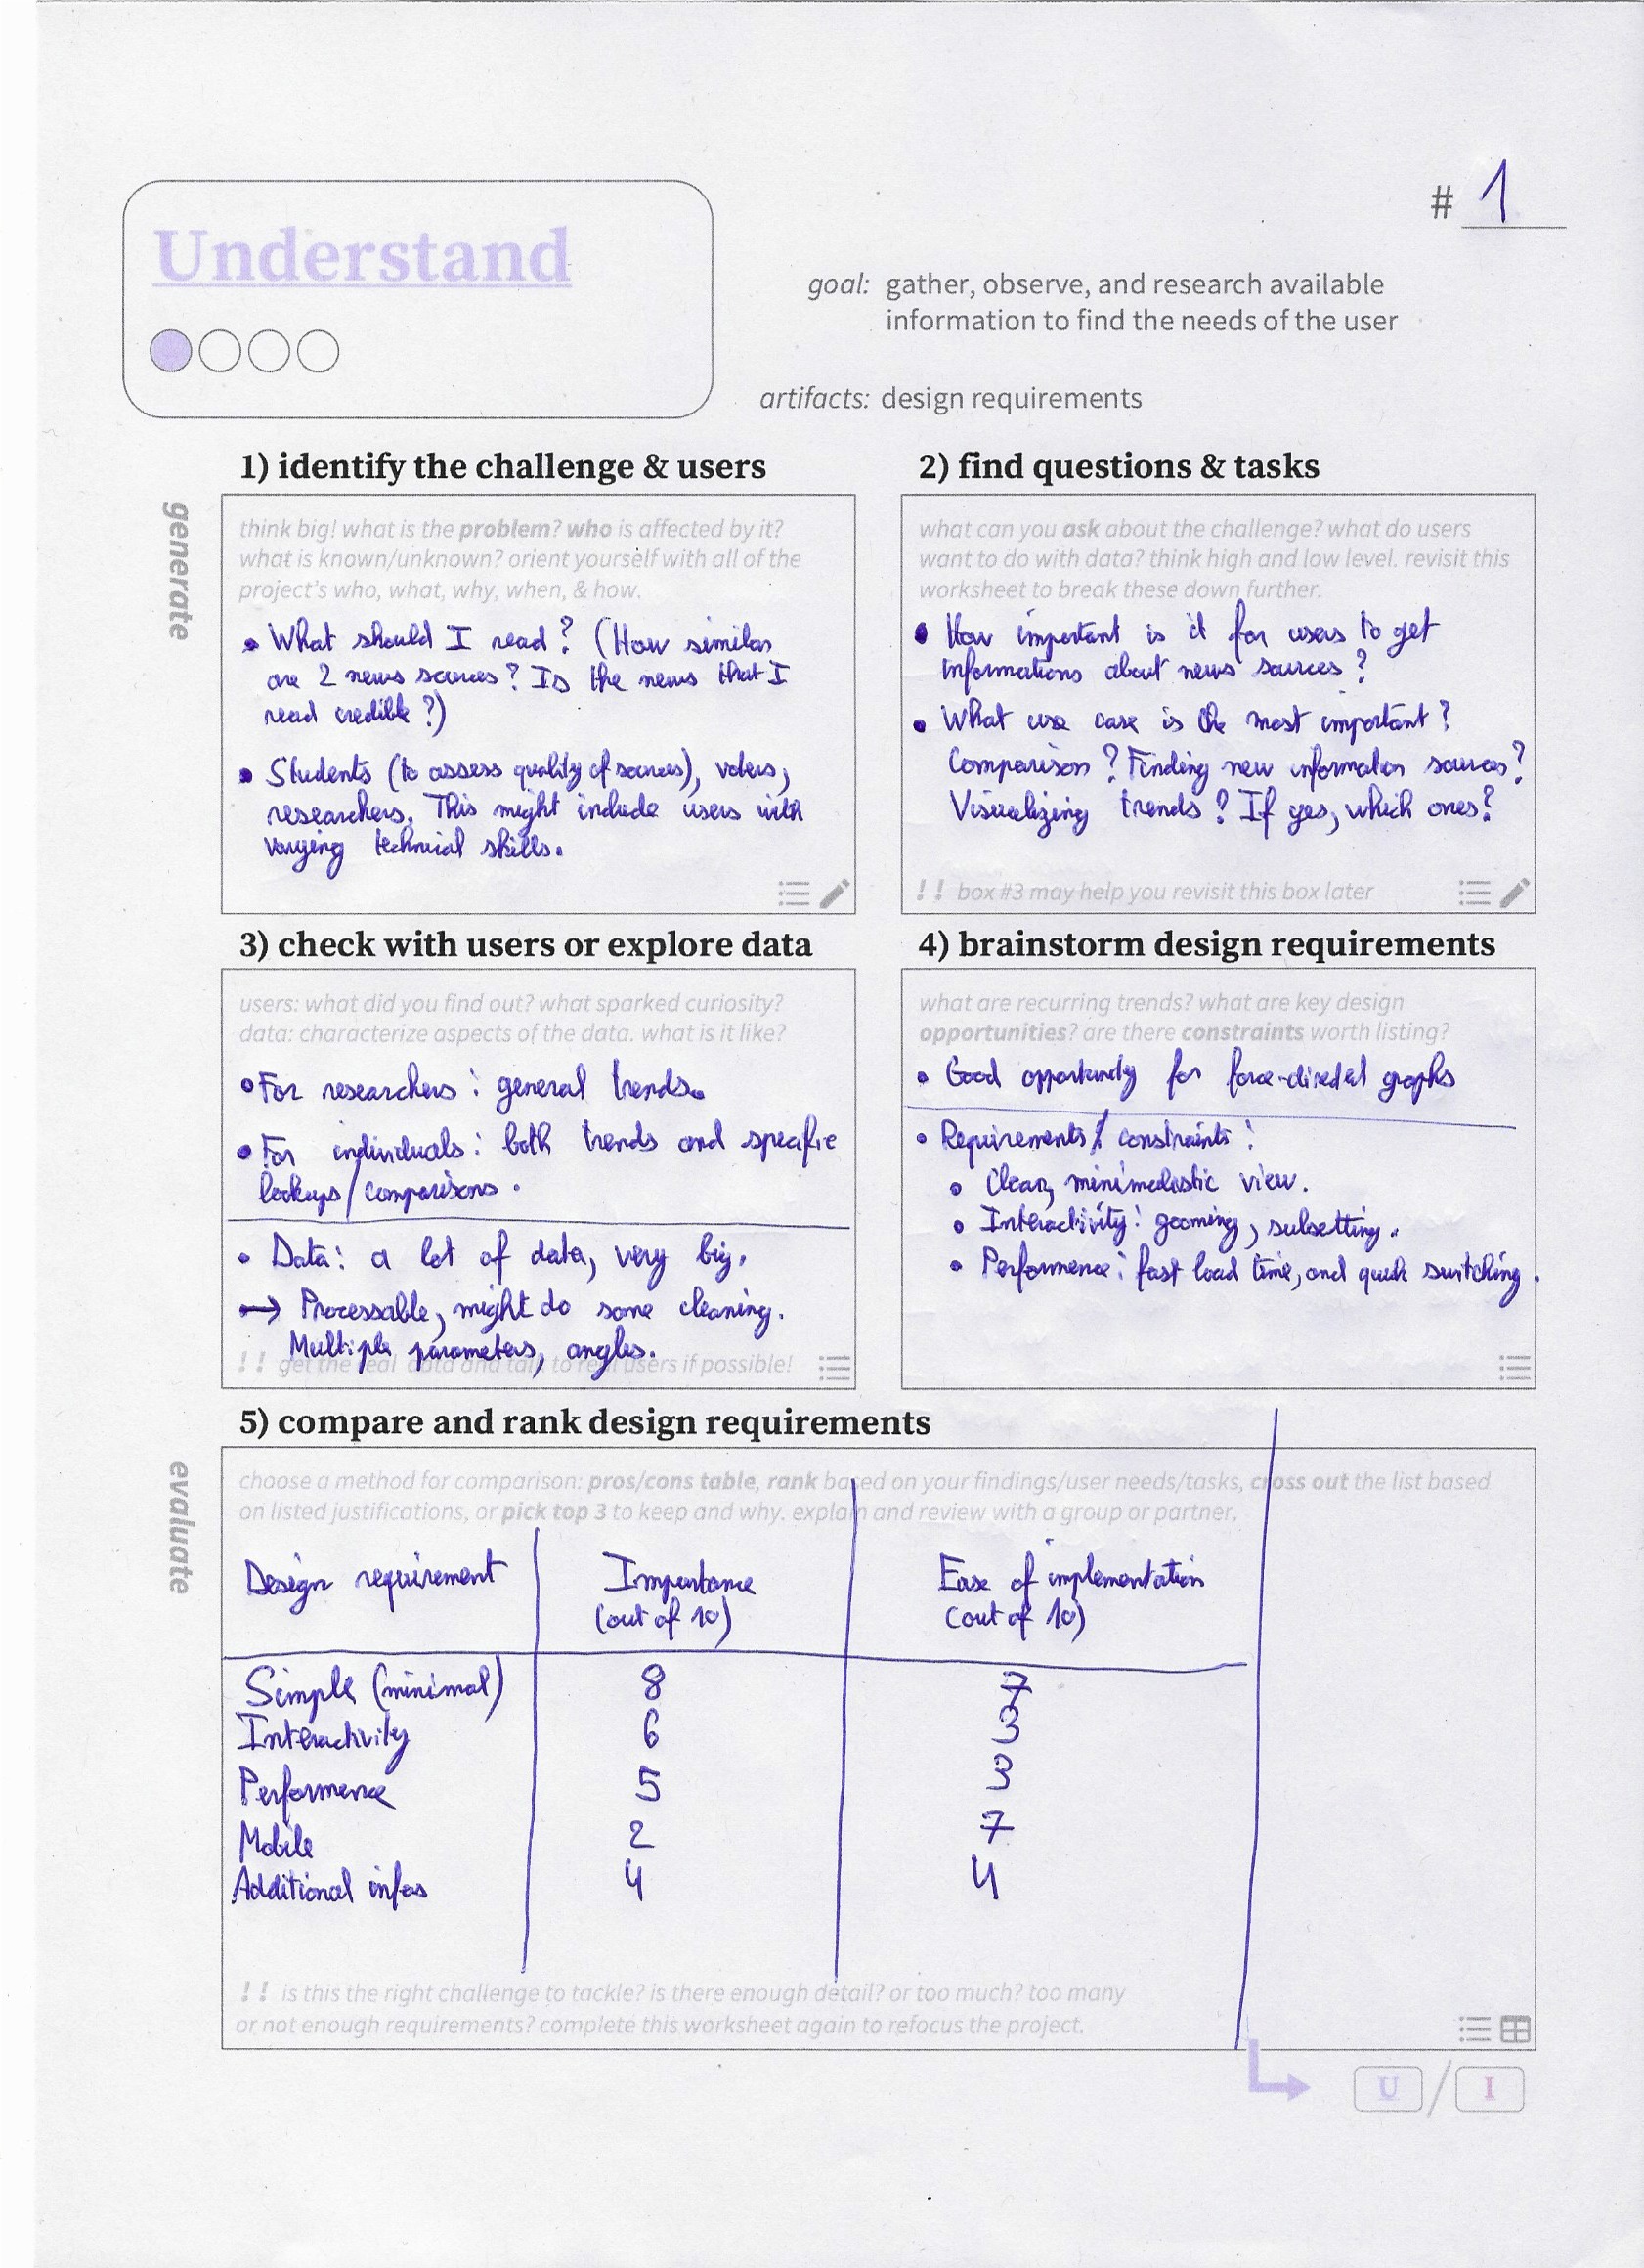 # 1
Understand
goal: gather, observe, and research available
information to find the needs of the user
artifacts: design requirements
generate
1) identify the challenge & users
think big! what is the problem? who is affected by it?
what is known/unknown? orient yourself with all of the
project's who, what, why, when, & how.
• What should I read? (How similar
are 2 news sources? Is the news that I
read credible?)
• Students (to assess quality of sources), voters,
researchers. This might include users with
varying technical skills.
2) find questions & tasks
what can you ask about the challenge? what do users
want to do with data? think high and low level. revisit this
worksheet to break these down further.
• How important is it for users to get
informations about news sources?
• What use case is the most important?
Comparison? Finding new information sources?
Visualizing trends? If yes, which ones?
!! box #3 may help you revisit this box later
3) check with users or explore data
users: what did you find out? what sparked curiosity?
data: characterize aspects of the data. what is it like?
• For researchers: general trends.
• For individuals: both trends and specific
lookups/comparisons.
• Data: a lot of data, very big.
→ Processable, might do some cleaning.
Multiple parameters, angles.
!! get the real data and talk to real users if possible!
4) brainstorm design requirements
what are recurring trends? what are key design
opportunities? are there constraints worth listing?
• Good opportunity for force-directed graphs
• Requirements / constraints:
• Clean, minimalistic view.
• Interactivity: zooming, subsetting.
• Performence: fast load time, and quick switching.
evaluate
5) compare and rank design requirements
choose a method for comparison: pros/cons table, rank based on your findings/user needs/tasks, cross out the list based
on listed justifications, or pick top 3 to keep and why. explain and review with a group or partner.
Design requirement Importance Ease of implementation
(out of 10) (out of 10)
Simple (minimal) 8 7
Interactivity 6 3
Performence 5 3
Mobile 2 7
Additional infos 4 4
!! is this the right challenge to tackle? is there enough detail? or too much? too many
or not enough requirements? complete this worksheet again to refocus the project.
U / I